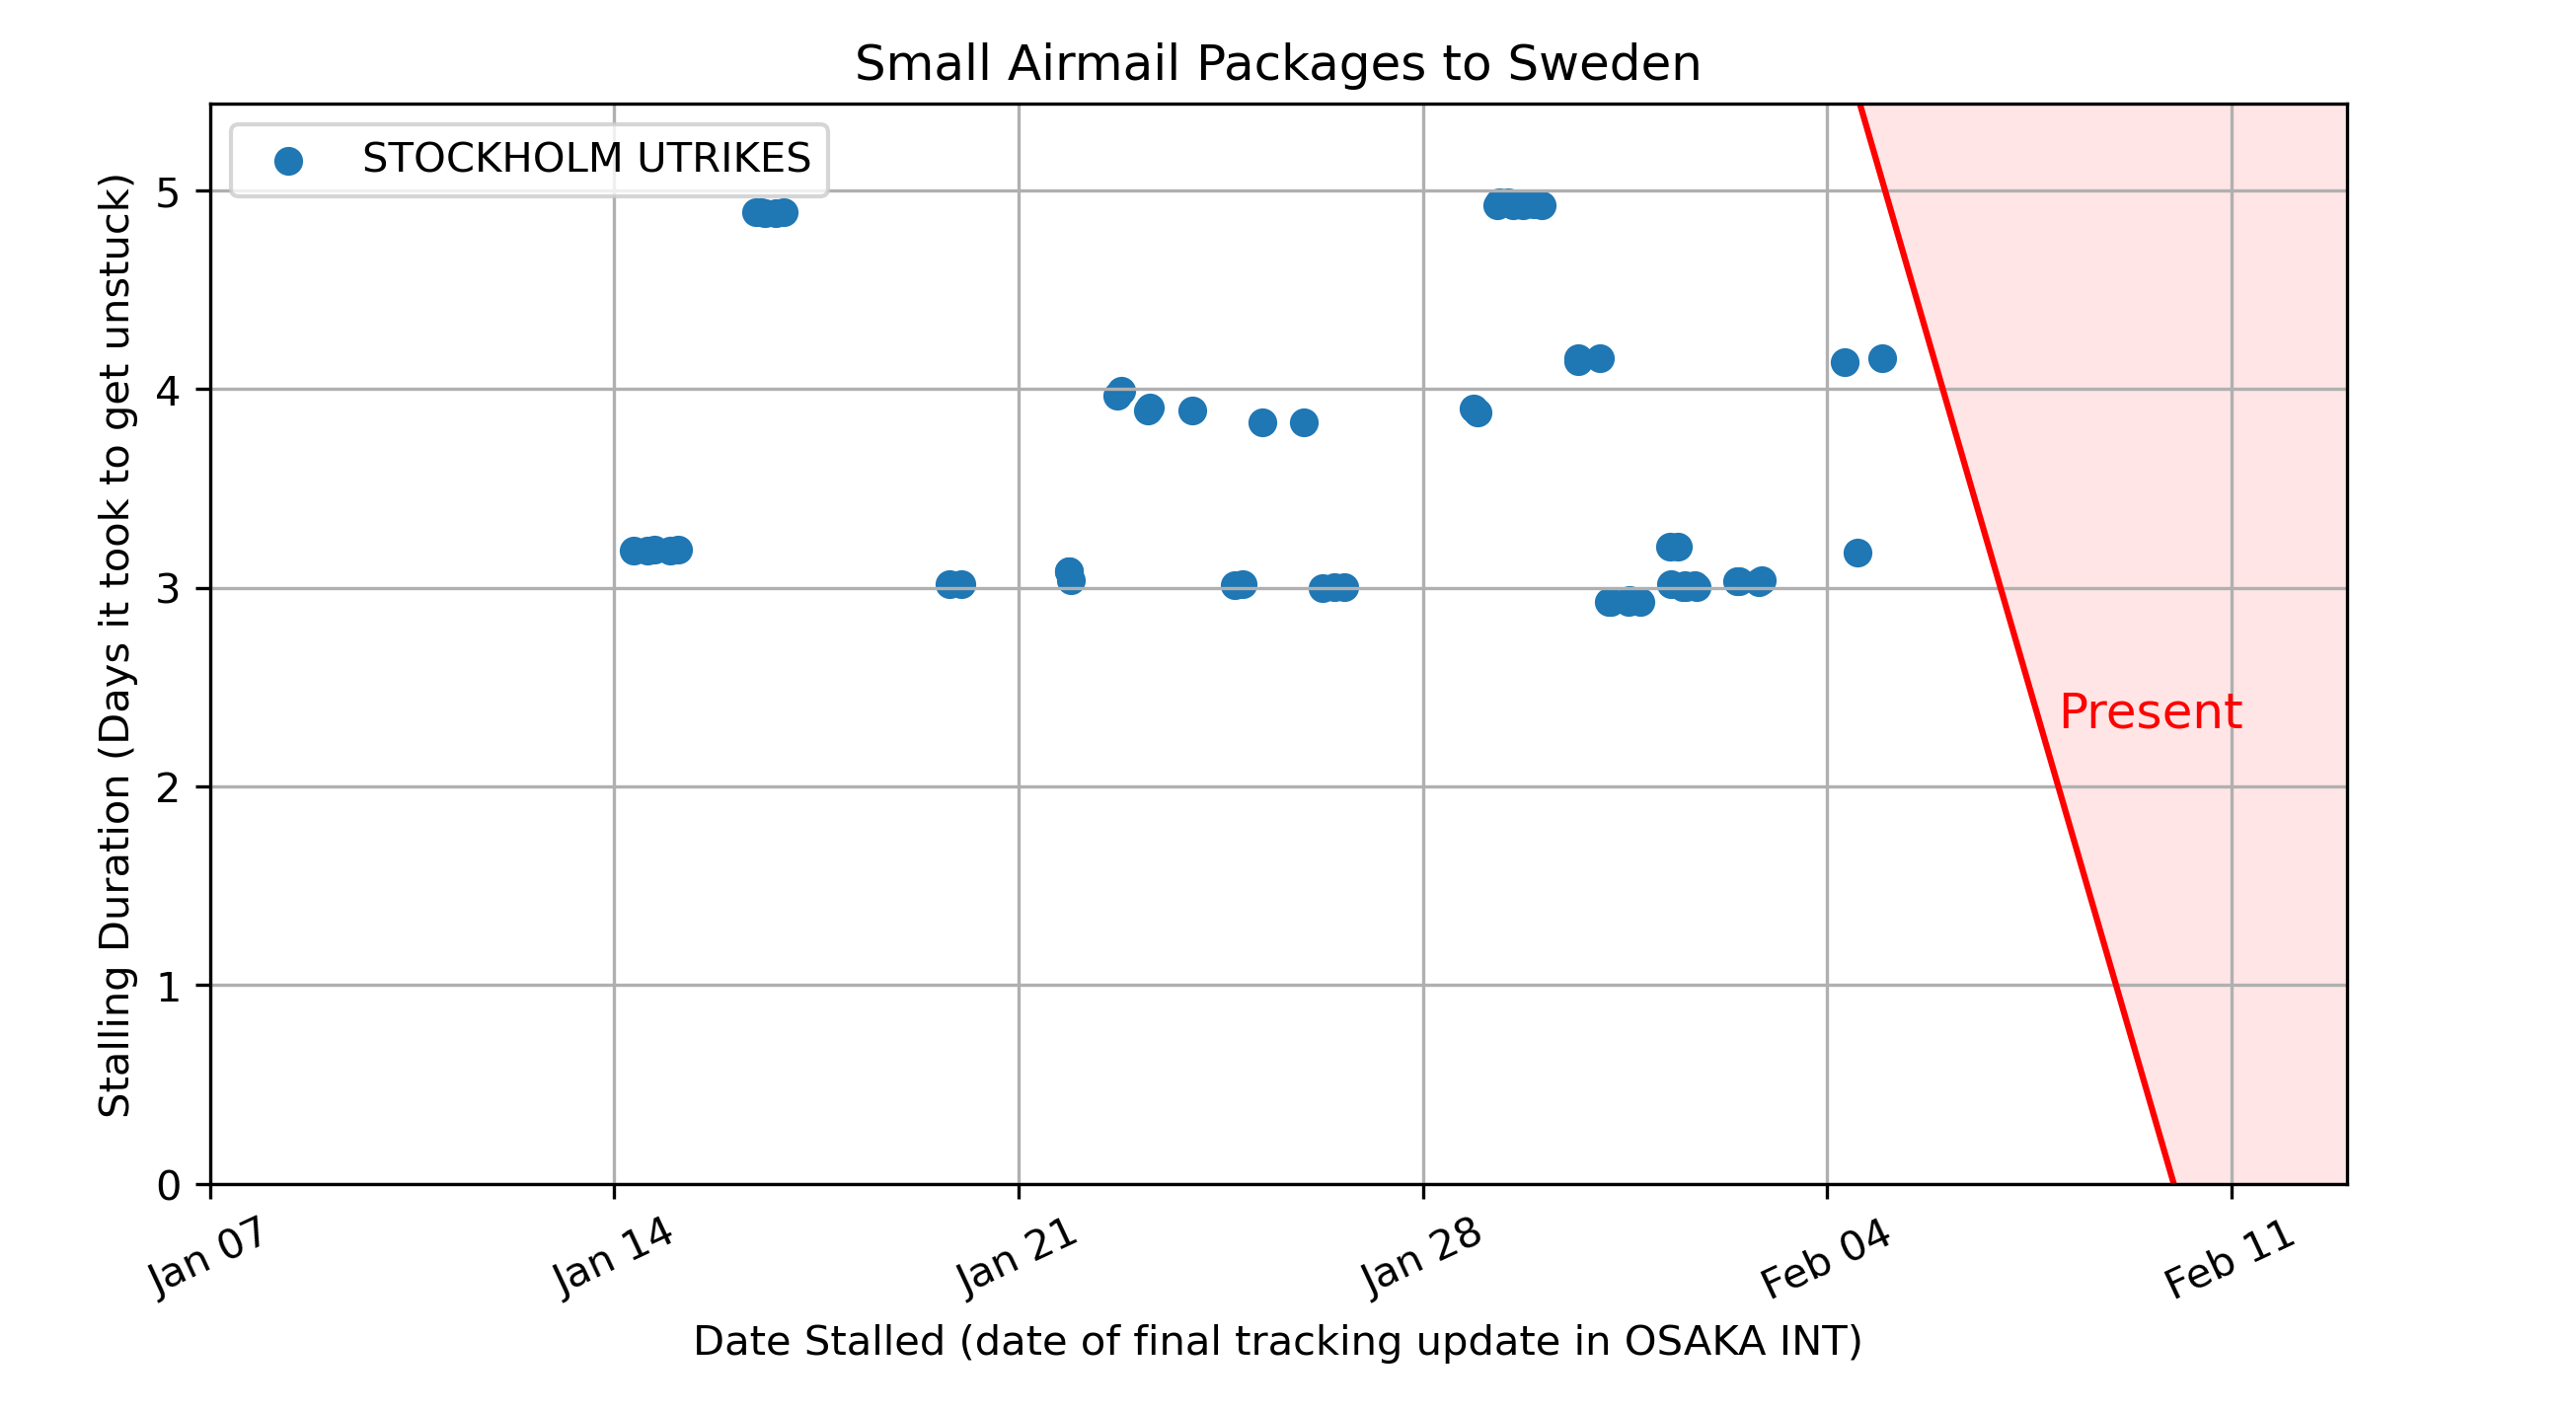 Small Airmail Packages to Sweden
STOCKHOLM UTRIKES
Stalling Duration (Days it took to get unstuck)
5
4
3
2
1
0
Present
Jan 07
Jan 14
Jan 21
Jan 28
Feb 04
Feb 11
Date Stalled (date of final tracking update in OSAKA INT)